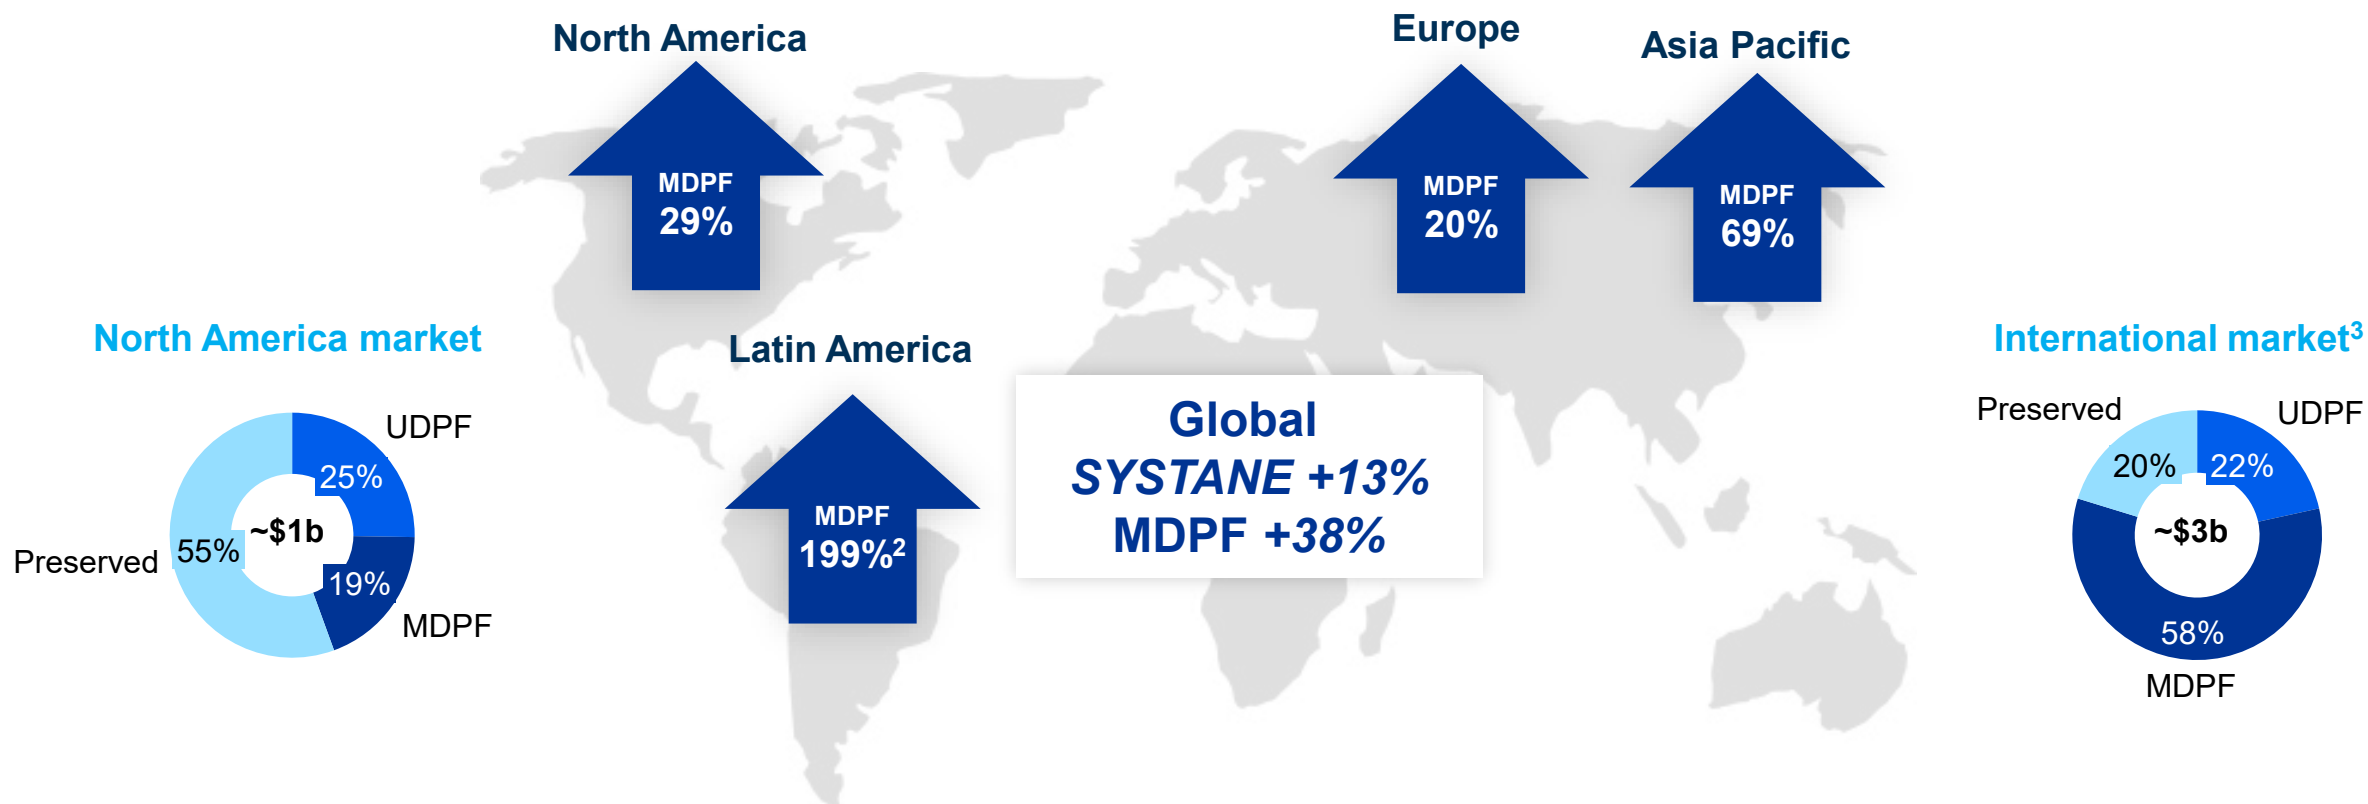 North America
MDPF
29%
Europe
MDPF
20%
Asia Pacific
MDPF
69%
North America market
UDPF
25%
~$1b
Preserved
55%
19%
MDPF
Latin America
MDPF
199%2
Global
SYSTANE +13%
MDPF +38%
International market3
Preserved
UDPF
20%
22%
~$3b
58%
MDPF